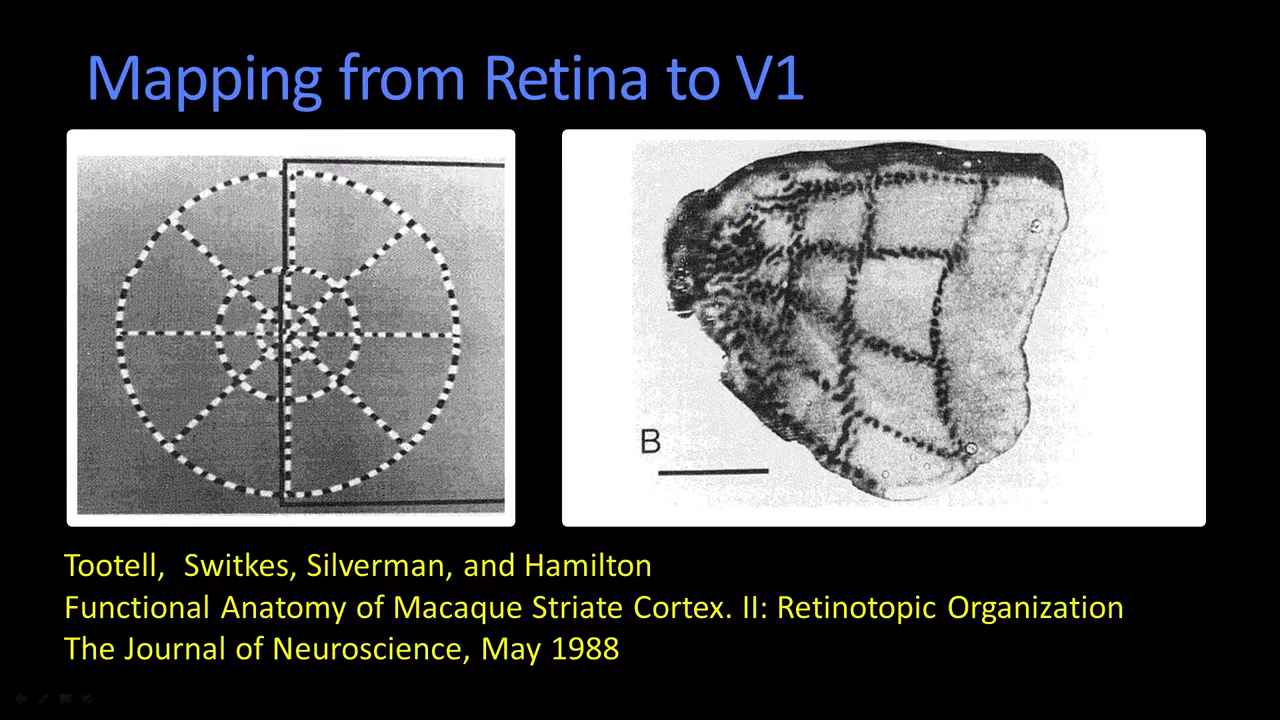 Mapping from Retina to V1
B
Tootell, Switkes, Silverman, and Hamilton
Functional Anatomy of Macaque Striate Cortex. II: Retinotopic Organization
The Journal of Neuroscience, May 1988